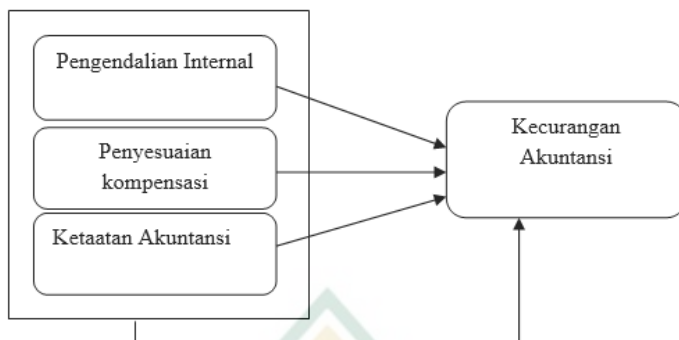 Pengendalian Internal
Penyesuaian
kompensasi
Ketaatan Akuntansi
Kecurangan
Akuntansi